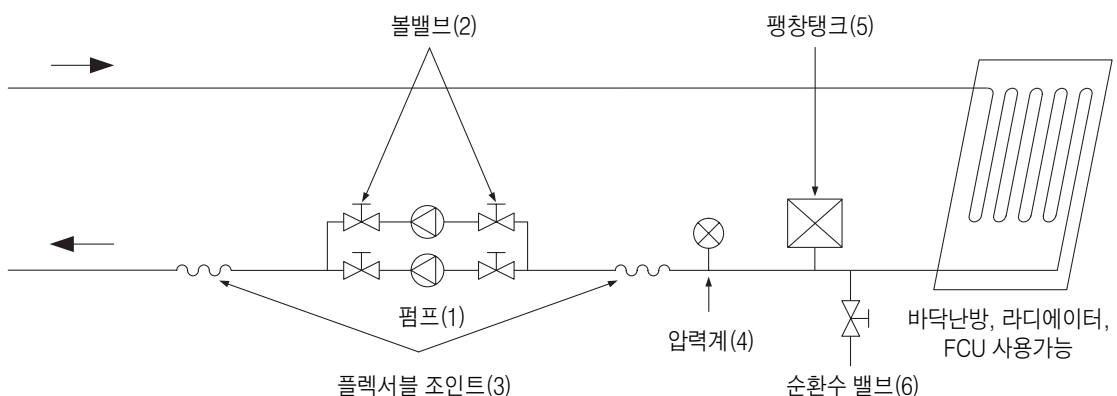 볼밸브(2)
팽창탱크(5)
펌프(1)
압력계(4)
바닥난방, 라디에이터,
FCU 사용가능
플렉서블 조인트(3)
순환수 밸브(6)